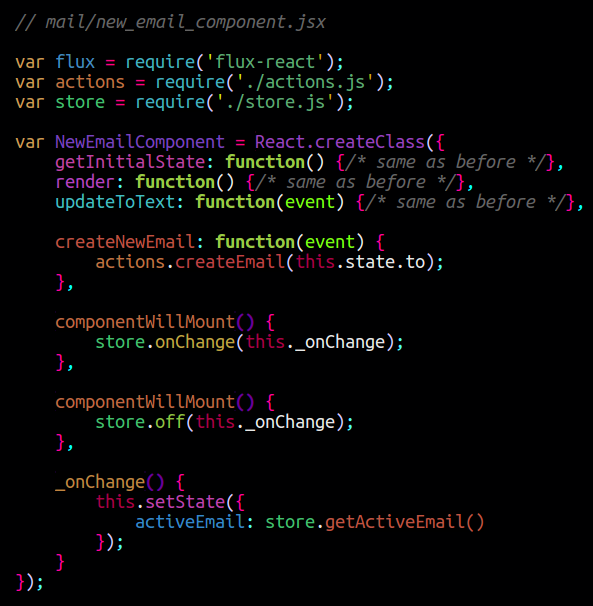 // mail/new_email_component.jsx
var flux = require('flux-react');
var actions = require('./actions.js');
var store = require('./store.js');
var NewEmailComponent = React.createClass({
getInitialState: function() {/* same as before */},
render: function() {/* same as before */},
updateToText: function(event) {/* same as before */},
createNewEmail: function(event) {
actions.createEmail(this.state.to);
},
componentWillMount() {
store.onChange(this._onChange);
},
componentWillMount() {
store.off(this._onChange);
},
_onChange() {
this.setState({
activeEmail: store.getActiveEmail()
});
}
});